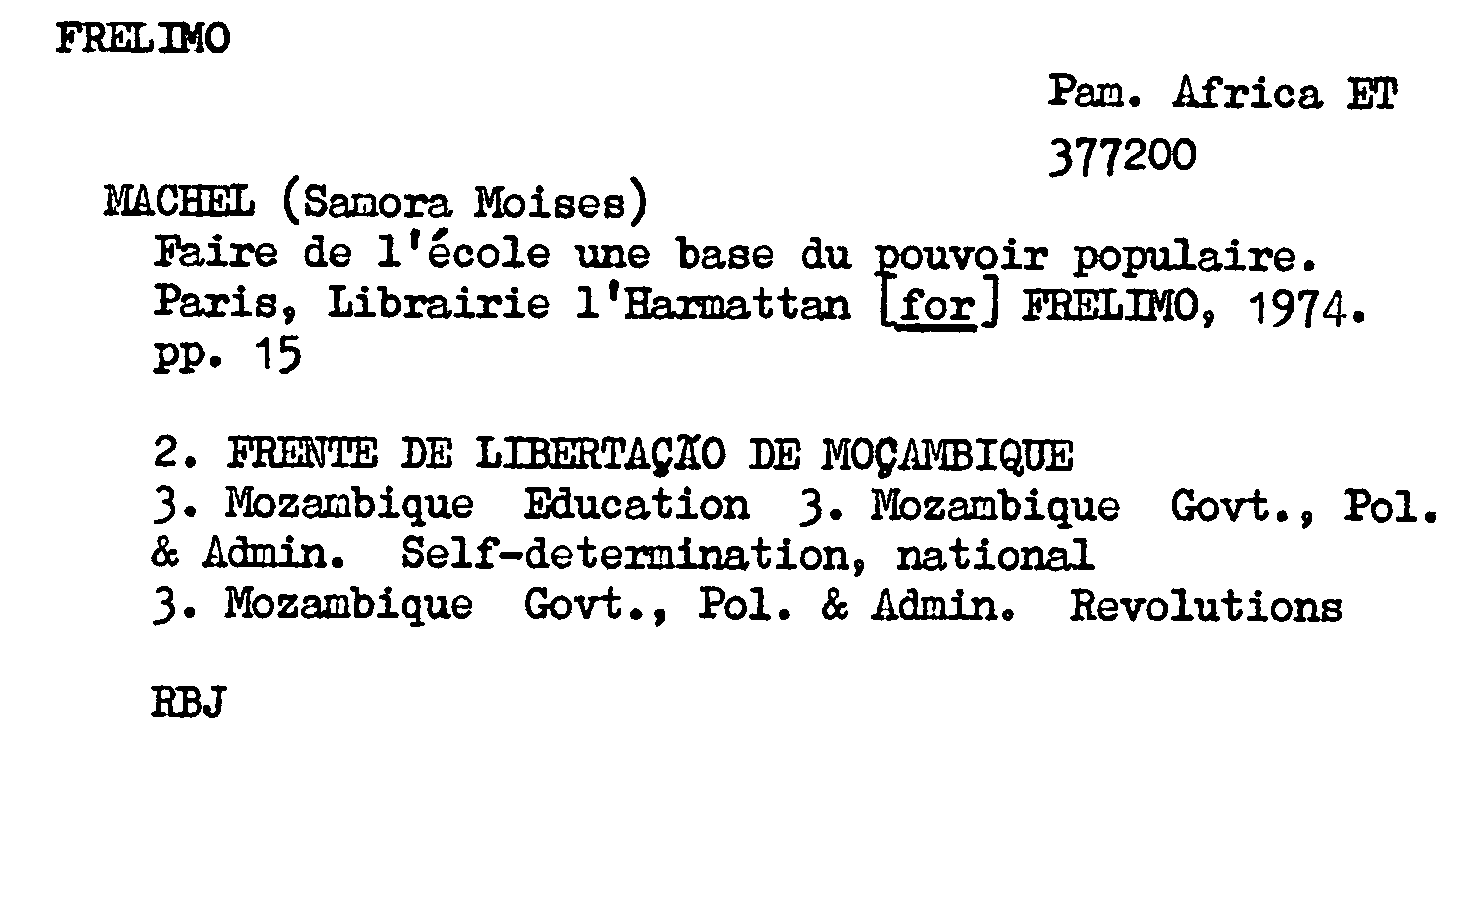 FRELIMO
Pam. Africa ET
377200
MACHEL (Samora Moises)
Faire de l'école une base du pouvoir populaire.
Paris, Librairie l'Harmattan [for] FRELIMO, 1974.
pp. 15
2. FRENTE DE LIBERTAÇÃO DE MOÇAMBIQUE
3. Mozambique Education 3. Mozambique Govt., Pol.
& Admin. Self-determination, national
3. Mozambique Govt., Pol. & Admin. Revolutions
RBJ